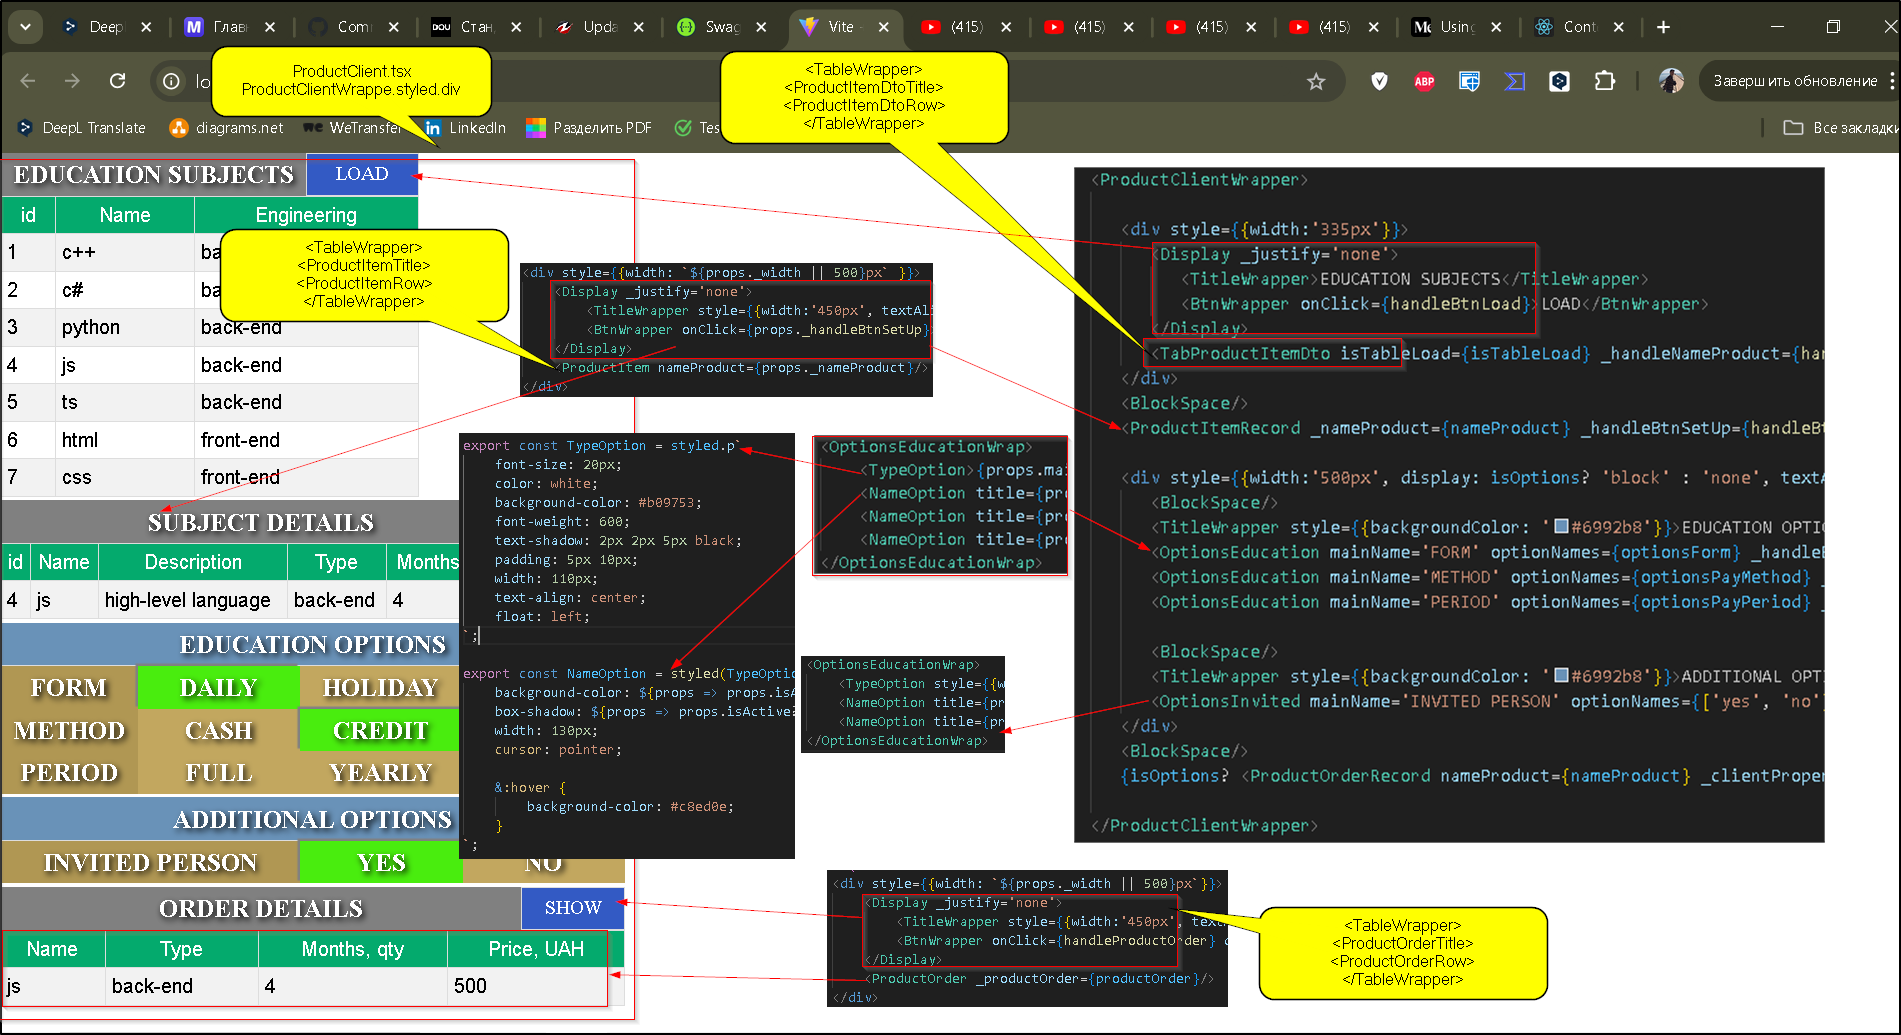 Deep
Глав
Com
DOU
Стан,
Upda
Swag
Vite -
(415)
(415)
(415)
(415)
Using
Cont
lo
ABP
Завершить обновление
DeepL Translate
diagrams.net
WeTransfer
LinkedIn
Разделить PDF
Tes
Все закладки
ProductClient.tsx
ProductClientWrappe.styled.div
<TableWrapper>
<ProductItemDtoTitle>
<ProductItemDtoRow>
</TableWrapper>
EDUCATION SUBJECTS
LOAD
id Name Engineering
1 c++ ba
2 c# ba
3 python back-end
4 js back-end
5 ts back-end
6 html front-end
7 css front-end
<TableWrapper>
<ProductItemTitle>
<ProductItemRow>
</TableWrapper>
SUBJECT DETAILS
id Name Description Type Months
4 js high-level language back-end 4
EDUCATION OPTIONS
FORM DAILY HOLIDAY
METHOD CASH CREDIT
PERIOD FULL YEARLY
ADDITIONAL OPTIONS
INVITED PERSON YES NO
ORDER DETAILS
SHOW
Name Type Months, qty Price, UAH
js back-end 4 500
<div style={{width: `${props._width || 500}px` }}>
<Display _justify='none'>
<TitleWrapper style={{width:'450px', textAli
<BtnWrapper onClick={props._handleBtnSetUp}
</Display>
<ProductItem nameProduct={props._nameProduct}/>
</div>
export const TypeOption = styled.p`
font-size: 20px;
color: white;
background-color: #b09753;
font-weight: 600;
text-shadow: 2px 2px 5px black;
padding: 5px 10px;
width: 110px;
text-align: center;
float: left;
`;
export const NameOption = styled(TypeOptio
background-color: ${props => props.isA
box-shadow: ${props => props.isActive?
width: 130px;
cursor: pointer;
&:hover {
background-color: #c8ed0e;
}
`;
<OptionsEducationWrap>
<TypeOption>{props.mai
<NameOption title={pro
<NameOption title={pro
<NameOption title={pro
</OptionsEducationWrap>
<OptionsEducationWrap>
<TypeOption style={{w
<NameOption title={pr
<NameOption title={pr
</OptionsEducationWrap>
<ProductClientWrapper>
<div style={{width:'335px'}}>
<Display _justify='none'>
<TitleWrapper>EDUCATION SUBJECTS</TitleWrapper>
<BtnWrapper onClick={handleBtnLoad}>LOAD</BtnWrapper>
</Display>
<TabProductItemDto isTableLoad={isTableLoad} _handleNameProduct={han
</div>
<BlockSpace/>
<ProductItemRecord _nameProduct={nameProduct} _handleBtnSetUp={handleBt
<div style={{width:'500px', display: isOptions? 'block' : 'none', textA
<BlockSpace/>
<TitleWrapper style={{backgroundColor: '#6992b8'}}>EDUCATION OPTIO
<OptionsEducation mainName='FORM' optionNames={optionsForm} _handleB
<OptionsEducation mainName='METHOD' optionNames={optionsPayMethod} _
<OptionsEducation mainName='PERIOD' optionNames={optionsPayPeriod} _
<BlockSpace/>
<TitleWrapper style={{backgroundColor: '#6992b8'}}>ADDITIONAL OPTI
<OptionsInvited mainName='INVITED PERSON' optionNames={['yes', 'no']
</div>
<BlockSpace/>
{isOptions? <ProductOrderRecord nameProduct={nameProduct} _clientProper
</ProductClientWrapper>
<div style={{width: `${props._width || 500}px`}}>
<Display _justify='none'>
<TitleWrapper style={{width:'450px', textA
<BtnWrapper onClick={handleProductOrder}
</Display>
<ProductOrder _productOrder={productOrder}/>
</div>
<TableWrapper>
<ProductOrderTitle>
<ProductOrderRow>
</TableWrapper>